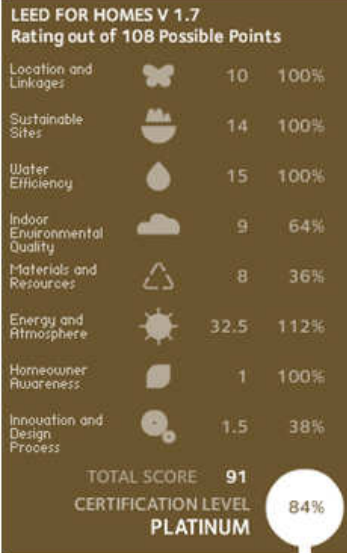 LEED FOR HOMES V 1.7
Rating out of 108 Possible Points
Location and
Linkages
10 100%
Sustainable
Sites
14 100%
Water
Efficiency
15 100%
Indoor
Environmental
Quality
9 64%
Materials and
Resources
8 36%
Energy and
Atmosphere
32.5 112%
Homeowner
Awareness
1 100%
Innovation and
Design
Process
1.5 38%
TOTAL SCORE 91
CERTIFICATION LEVEL
PLATINUM
84%